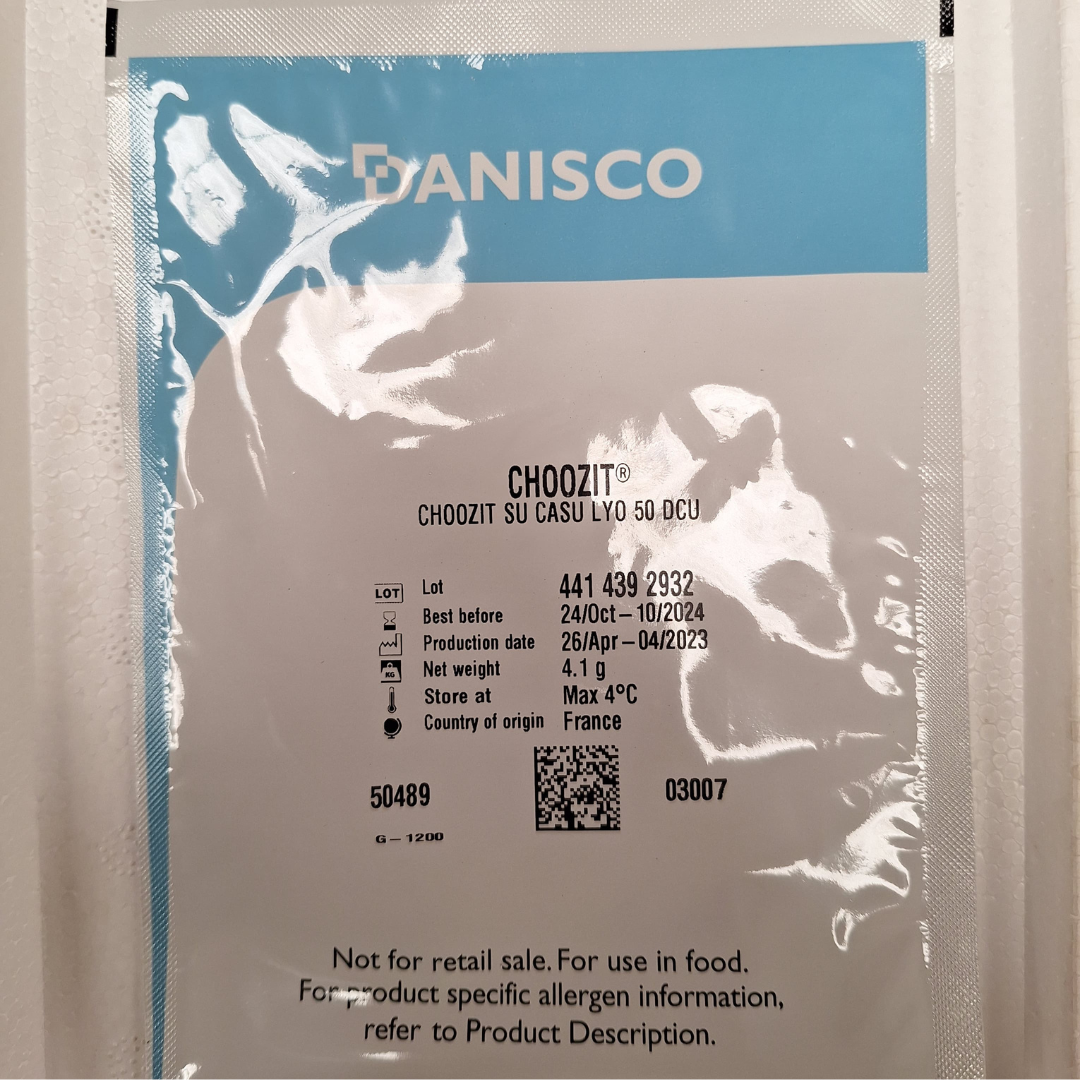 DANISCO
CHOOZIT®
CHOOZIT SU CASU LYO 50 DCU
LOT Lot 441 439 2932
Best before 24/Oct – 10/2024
Production date 26/Apr – 04/2023
KG Net weight 4.1 g
Store at Max 4°C
Country of origin France
50489 03007
G – 1200
Not for retail sale. For use in food.
For product specific allergen information,
refer to Product Description.